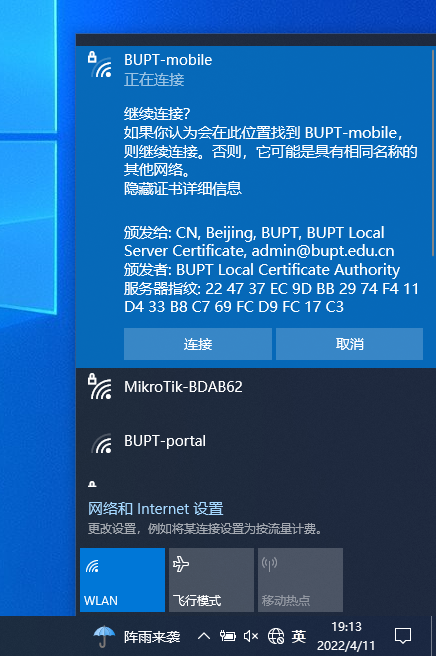 BUPT-mobile
正在连接
继续连接?
如果你认为会在此位置找到 BUPT-mobile,
则继续连接。否则，它可能是具有相同名称的
其他网络。
隐藏证书详细信息
颁发给: CN, Beijing, BUPT, BUPT Local
Server Certificate, admin@bupt.edu.cn
颁发者: BUPT Local Certificate Authority
服务器指纹: 22 47 37 EC 9D BB 29 74 F4 11
D4 33 B8 C7 69 FC D9 FC 17 C3
连接
取消
MikroTik-BDAB62
BUPT-portal
网络和 Internet 设置
更改设置，例如将某连接设置为按流量计费。
WLAN
飞行模式
移动热点
阵雨来袭
英
19:13
2022/4/11